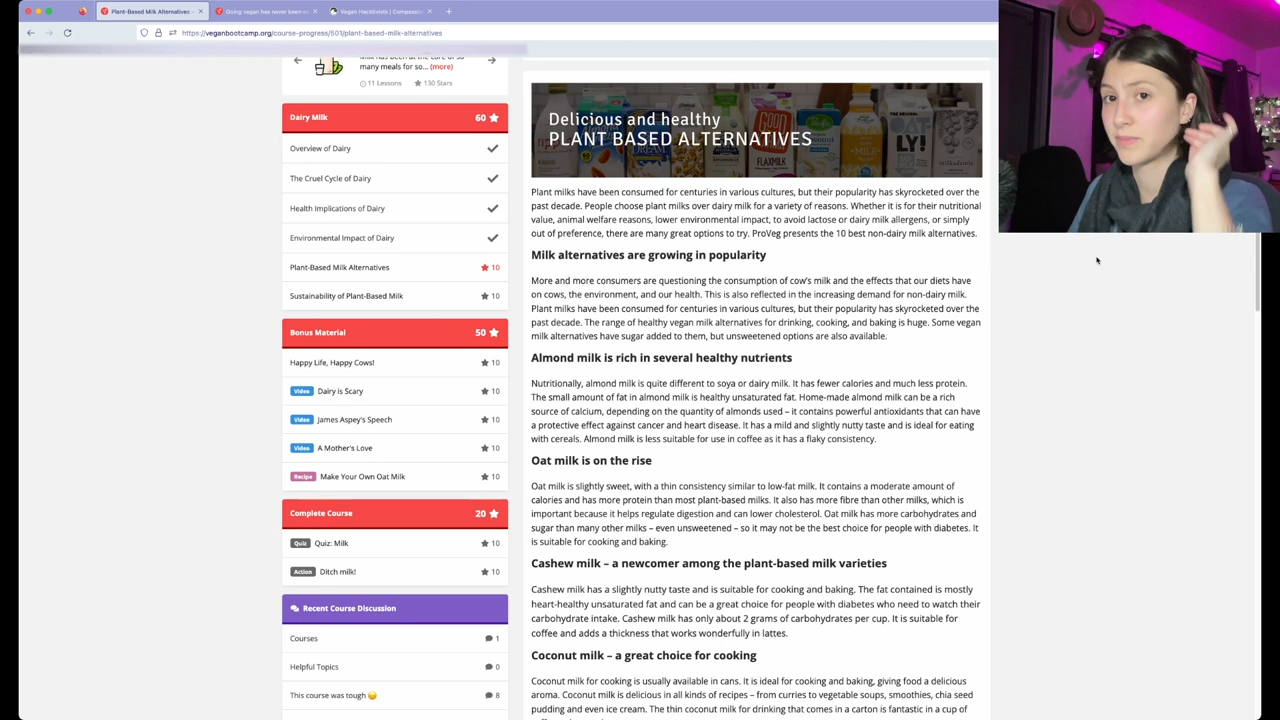 Plant-Based Milk Alternatives -
Going vegan has never been ea
Vegan Hacktivists | Compassion
https://veganbootcamp.org/course-progress/501/plant-based-milk-alternatives
Milk has been at the core of so
many meals for so... (more)
11 Lessons 130 Stars
Dairy Milk 60
Overview of Dairy
The Cruel Cycle of Dairy
Health Implications of Dairy
Environmental Impact of Dairy
Plant-Based Milk Alternatives 10
Sustainability of Plant-Based Milk 10
Bonus Material 50
Happy Life, Happy Cows! 10
Video Dairy is Scary 10
Video James Aspey's Speech 10
Video A Mother's Love 10
Recipe Make Your Own Oat Milk 10
Complete Course 20
Quiz Quiz: Milk 10
Action Ditch milk! 10
Recent Course Discussion
Courses 1
Helpful Topics 0
This course was tough 8
Delicious and healthy
PLANT BASED ALTERNATIVES
Plant milks have been consumed for centuries in various cultures, but their popularity has skyrocketed over the
past decade. People choose plant milks over dairy milk for a variety of reasons. Whether it is for their nutritional
value, animal welfare reasons, lower environmental impact, to avoid lactose or dairy milk allergens, or simply
out of preference, there are many great options to try. ProVeg presents the 10 best non-dairy milk alternatives.
Milk alternatives are growing in popularity
More and more consumers are questioning the consumption of cow's milk and the effects that our diets have
on cows, the environment, and our health. This is also reflected in the increasing demand for non-dairy milk.
Plant milks have been consumed for centuries in various cultures, but their popularity has skyrocketed over the
past decade. The range of healthy vegan milk alternatives for drinking, cooking, and baking is huge. Some vegan
milk alternatives have sugar added to them, but unsweetened options are also available.
Almond milk is rich in several healthy nutrients
Nutritionally, almond milk is quite different to soya or dairy milk. It has fewer calories and much less protein.
The small amount of fat in almond milk is healthy unsaturated fat. Home-made almond milk can be a rich
source of calcium, depending on the quantity of almonds used – it contains powerful antioxidants that can have
a protective effect against cancer and heart disease. It has a mild and slightly nutty taste and is ideal for eating
with cereals. Almond milk is less suitable for use in coffee as it has a flaky consistency.
Oat milk is on the rise
Oat milk is slightly sweet, with a thin consistency similar to low-fat milk. It contains a moderate amount of
calories and has more protein than most plant-based milks. It also has more fibre than other milks, which is
important because it helps regulate digestion and can lower cholesterol. Oat milk has more carbohydrates and
sugar than many other milks – even unsweetened – so it may not be the best choice for people with diabetes. It
is suitable for cooking and baking.
Cashew milk – a newcomer among the plant-based milk varieties
Cashew milk has a slightly nutty taste and is suitable for cooking and baking. The fat contained is mostly
heart-healthy unsaturated fat and can be a great choice for people with diabetes who need to watch their
carbohydrate intake. Cashew milk has only about 2 grams of carbohydrates per cup. It is suitable for
coffee and adds a thickness that works wonderfully in lattes.
Coconut milk – a great choice for cooking
Coconut milk for cooking is usually available in cans. It is ideal for cooking and baking, giving food a delicious
aroma. Coconut milk is delicious in all kinds of recipes – from curries to vegetable soups, smoothies, chia seed
pudding and even ice cream. The thin coconut milk for drinking that comes in a carton is fantastic in a cup of